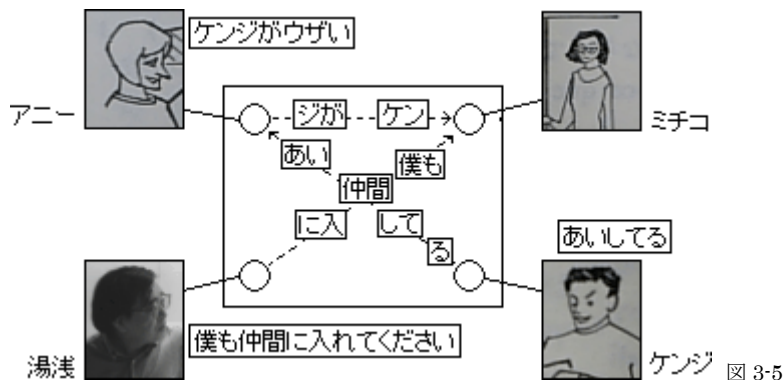 ケンジがウザい
アニー
ジが
ケン
ミチコ
あい
僕も
仲間
に入
して
る
あいしてる
湯浅
僕も仲間に入れてください
ケンジ
図 3-5